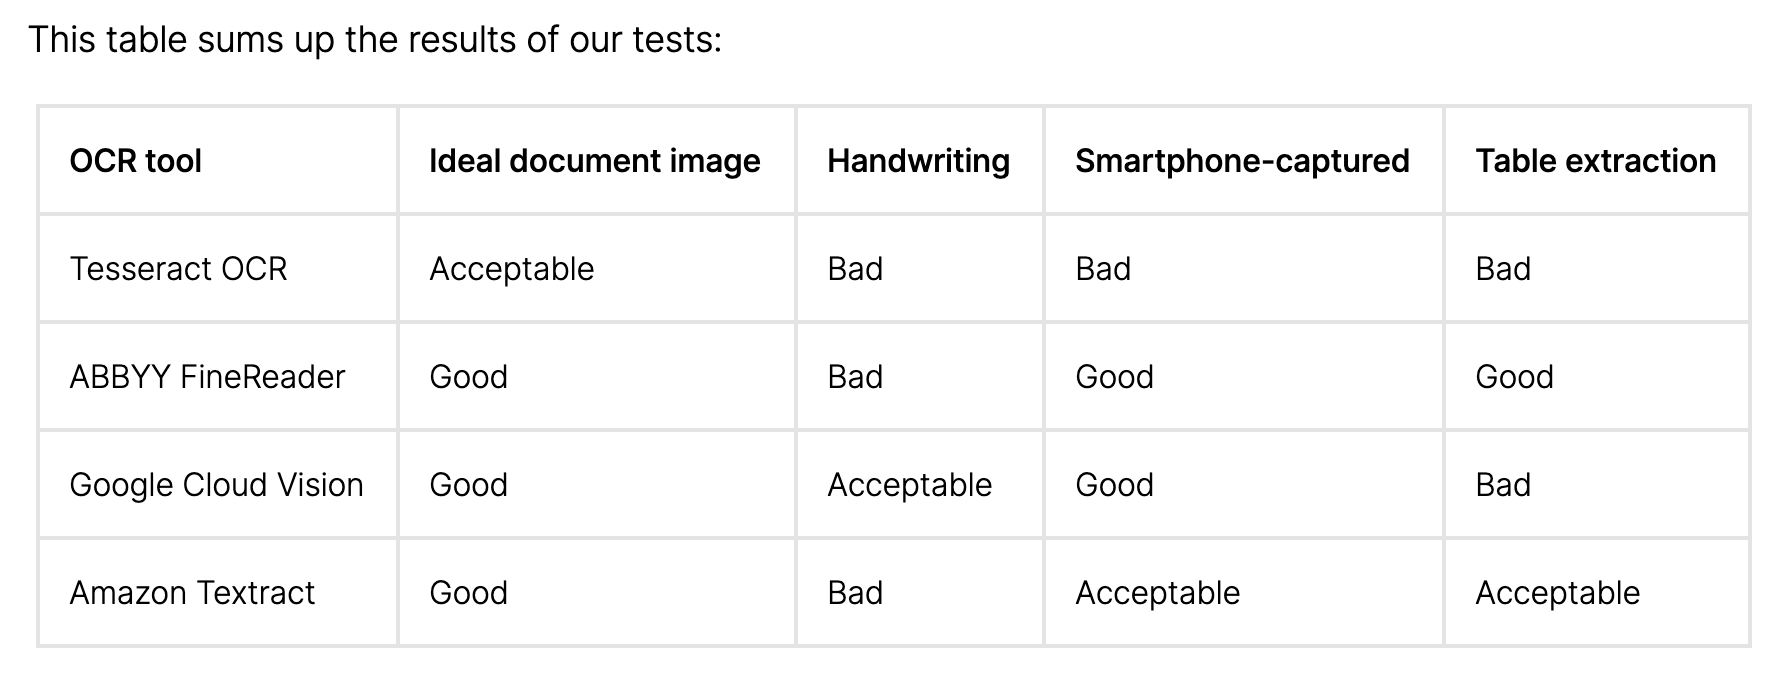 This table sums up the results of our tests:
OCR tool Ideal document image Handwriting Smartphone-captured Table extraction
Tesseract OCR Acceptable Bad Bad Bad
ABBYY FineReader Good Bad Good Good
Google Cloud Vision Good Acceptable Good Bad
Amazon Textract Good Bad Acceptable Acceptable